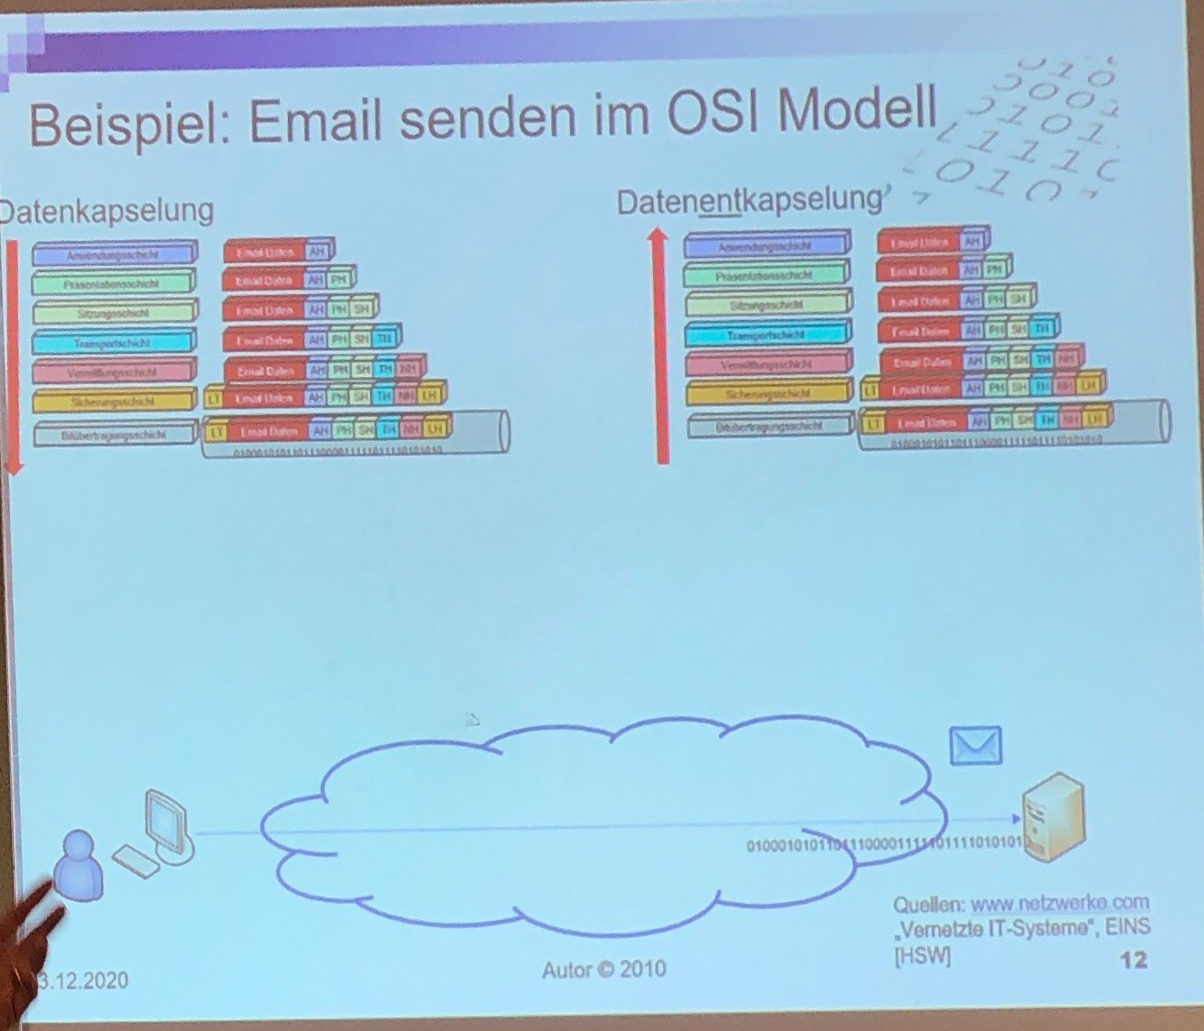 Beispiel: Email senden im OSI Modell
Datenkapselung
Anwendungsschicht Email Daten AH
Präsentationsschicht Email Daten AH PH
Sitzungsschicht Email Daten AH PH SH
Transportschicht Email Daten AH PH SH TH
Vermittlungsschicht Email Daten AH PH SH TH NH
Sicherungsschicht LT Email Daten AH PH SH TH NH LH
Bitübertragungsschicht LT Email Daten AH PH SH TH NH LH
Datenentkapselung
Anwendungsschicht Email Daten AH
Präsentationsschicht Email Daten AH PH
Sitzungsschicht Email Daten AH PH SH
Transportschicht Email Daten AH PH SH TH
Vermittlungsschicht Email Daten AH PH SH TH NH
Sicherungsschicht LT Email Daten AH PH SH TH NH LH
Bitübertragungsschicht LT Email Daten AH PH SH TH NH LH
Quellen: www.netzwerke.com
„Vernetzte IT-Systeme“, EINS
[HSW]
3.12.2020
Autor © 2010
12